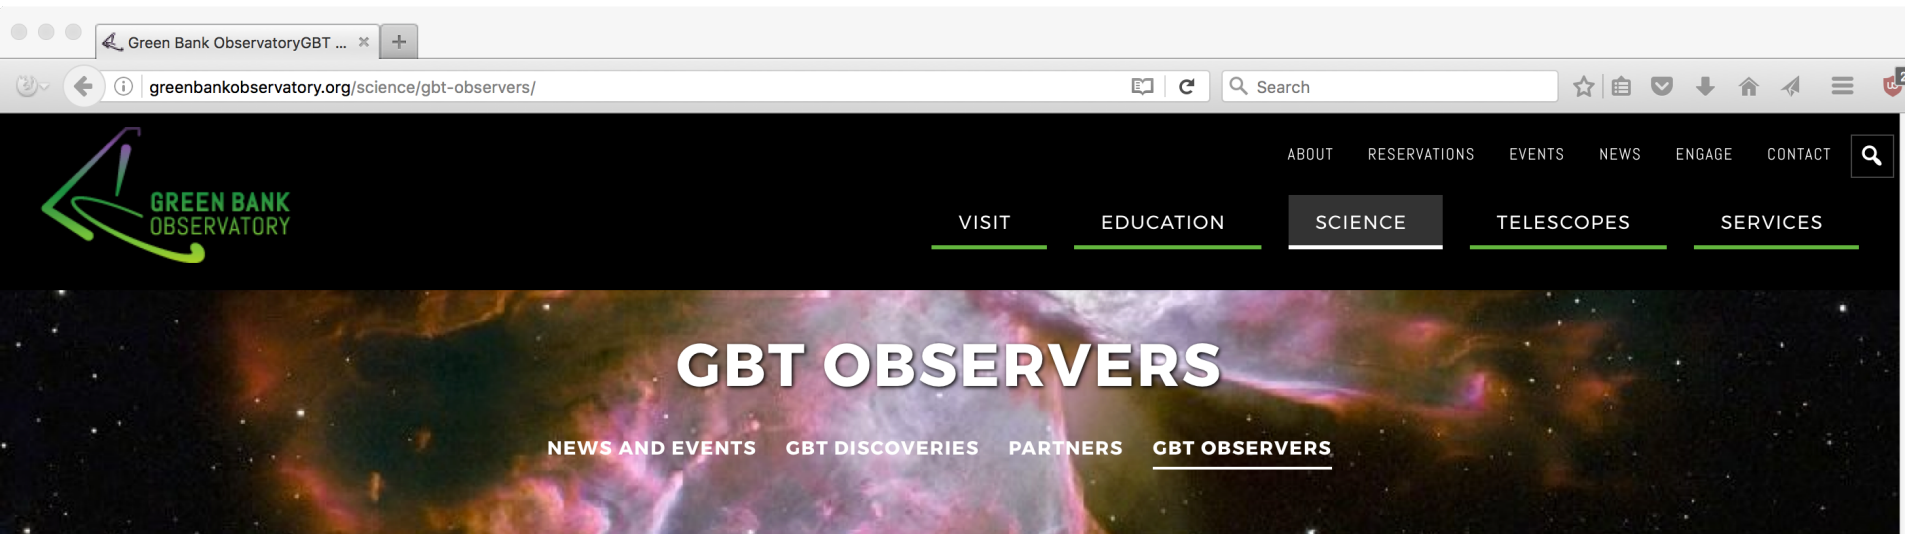 Green Bank ObservatoryGBT ...
greenbankobservatory.org/science/gbt-observers/
Search
ABOUT RESERVATIONS EVENTS NEWS ENGAGE CONTACT
GREEN BANK
OBSERVATORY
VISIT EDUCATION SCIENCE TELESCOPES SERVICES
GBT OBSERVERS
NEWS AND EVENTS GBT DISCOVERIES PARTNERS GBT OBSERVERS